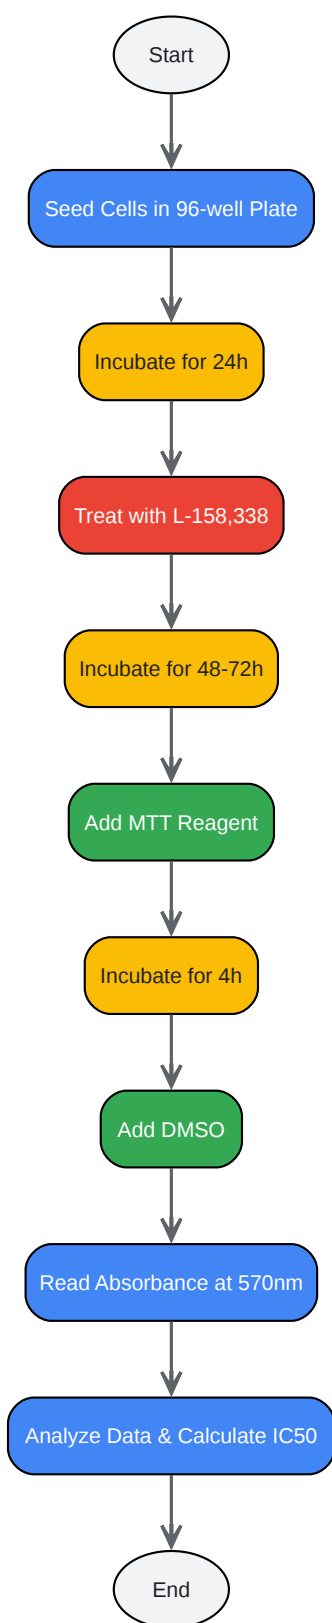 Start
Seed Cells in 96-well Plate
Incubate for 24h
Treat with L-158,338
Incubate for 48-72h
Add MTT Reagent
Incubate for 4h
Add DMSO
Read Absorbance at 570nm
Analyze Data & Calculate IC50
End